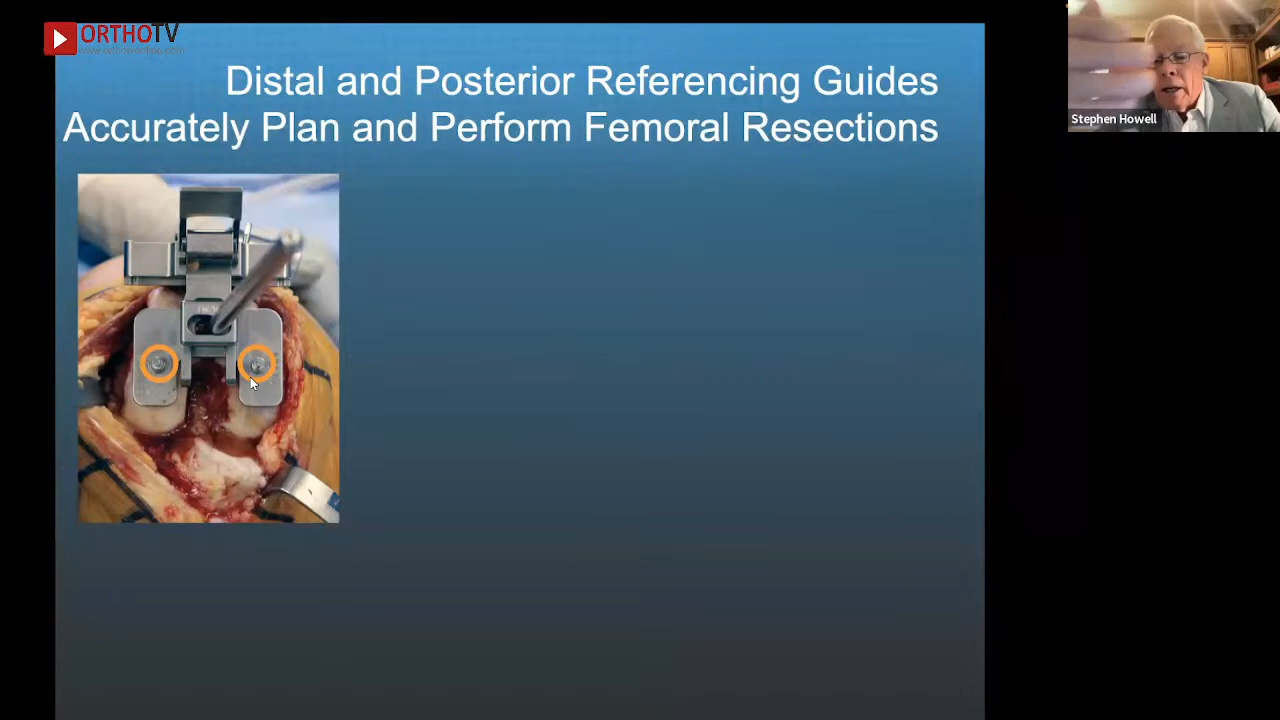 ORTHOTV
Distal and Posterior Referencing Guides
Accurately Plan and Perform Femoral Resections
Stephen Howell